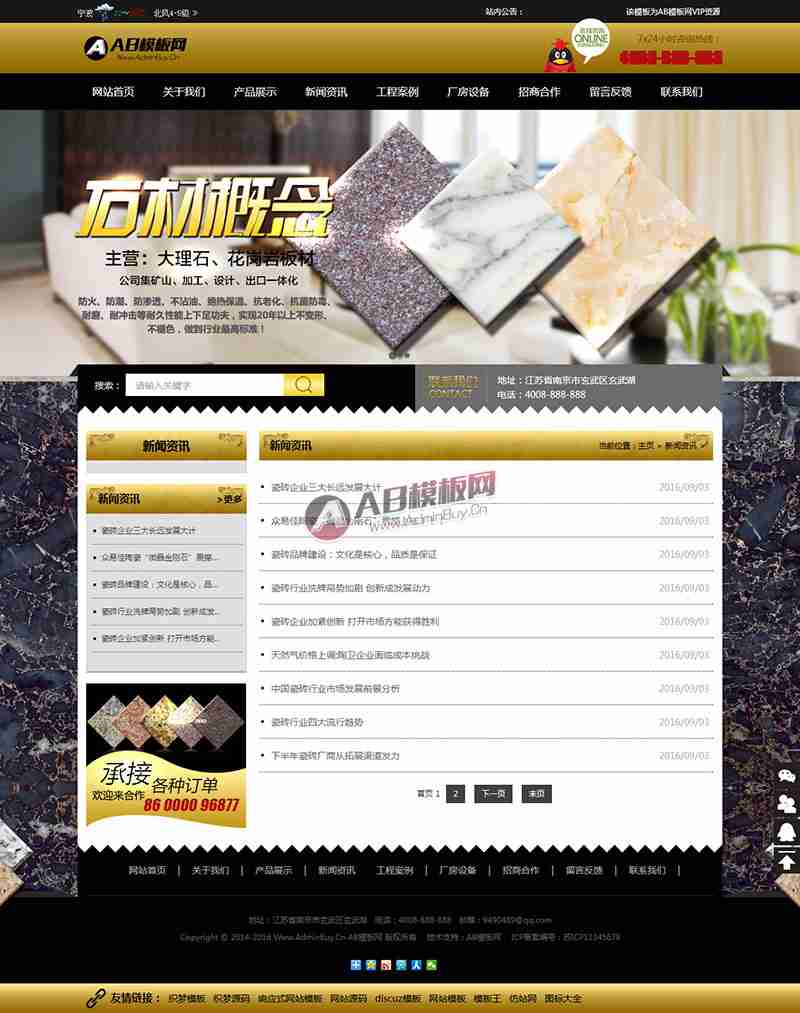 宁波 北风4-5级
站内公告： 该模板为AB模板网VIP资源
AB模板网
Www.AdminBuy.Cn
在线咨询
ONLINE
7x24小时咨询热线：
网站首页 关于我们 产品展示 新闻资讯 工程案例 厂房设备 招商合作 留言反馈 联系我们
石材概念
主营：大理石、花岗岩板材
公司集矿山、加工、设计、出口一体化
防火、防潮、防渗透、不沾油、绝热保温、抗老化、抗菌防毒、
耐磨、耐冲击等耐久性能上下足功夫，实现20年以上不变形、
不褪色，做到行业最高标准！
搜索： 请输入关键字
联系我们
CONTACT
地址：江苏省南京市玄武区玄武湖
电话：4008-888-888
新闻资讯
新闻资讯 当前位置：主页 > 新闻资讯
新闻资讯 >更多
瓷砖企业三大长远发展大计
众易佳陶瓷
瓷砖品牌建设：文化是核心，品...
瓷砖行业洗牌局势加剧 创新成发...
瓷砖企业加紧创新 打开市场方能...
瓷砖企业三大长远发展大计 2016/09/03
2016/09/03
瓷砖品牌建设：文化是核心，品质是保证 2016/09/03
瓷砖行业洗牌局势加剧 创新成发展动力 2016/09/03
瓷砖企业加紧创新 打开市场方能获得胜利 2016/09/03
天然气价格上调 陶卫企业面临成本挑战 2016/09/03
中国瓷砖行业市场发展前景分析 2016/09/03
瓷砖行业四大流行趋势 2016/09/03
下半年瓷砖厂商从拓展渠道发力 2016/09/03
AB模板网
Www.AdminBuy.Cn
首页 1 2 下一页 末页
承接各种订单
欢迎来合作
86 0000 96877
网站首页 | 关于我们 | 产品展示 | 新闻资讯 工程案例 | 厂房设备 | 招商合作 | 留言反馈 | 联系我们 |
地址：江苏省南京市玄武区玄武湖 4008-888-888 邮箱：9490489@qq.com
Copyright © 2014-2016 Www.AdminBuy.Cn AB模板网 版权所有 技术支持：AB模板网 ICP备案编号：苏ICP12345678
友情链接： 织梦模板 织梦源码 响应式网站模板 网站源码 discuz模板 网站模板 模板王 仿站网 图标大全